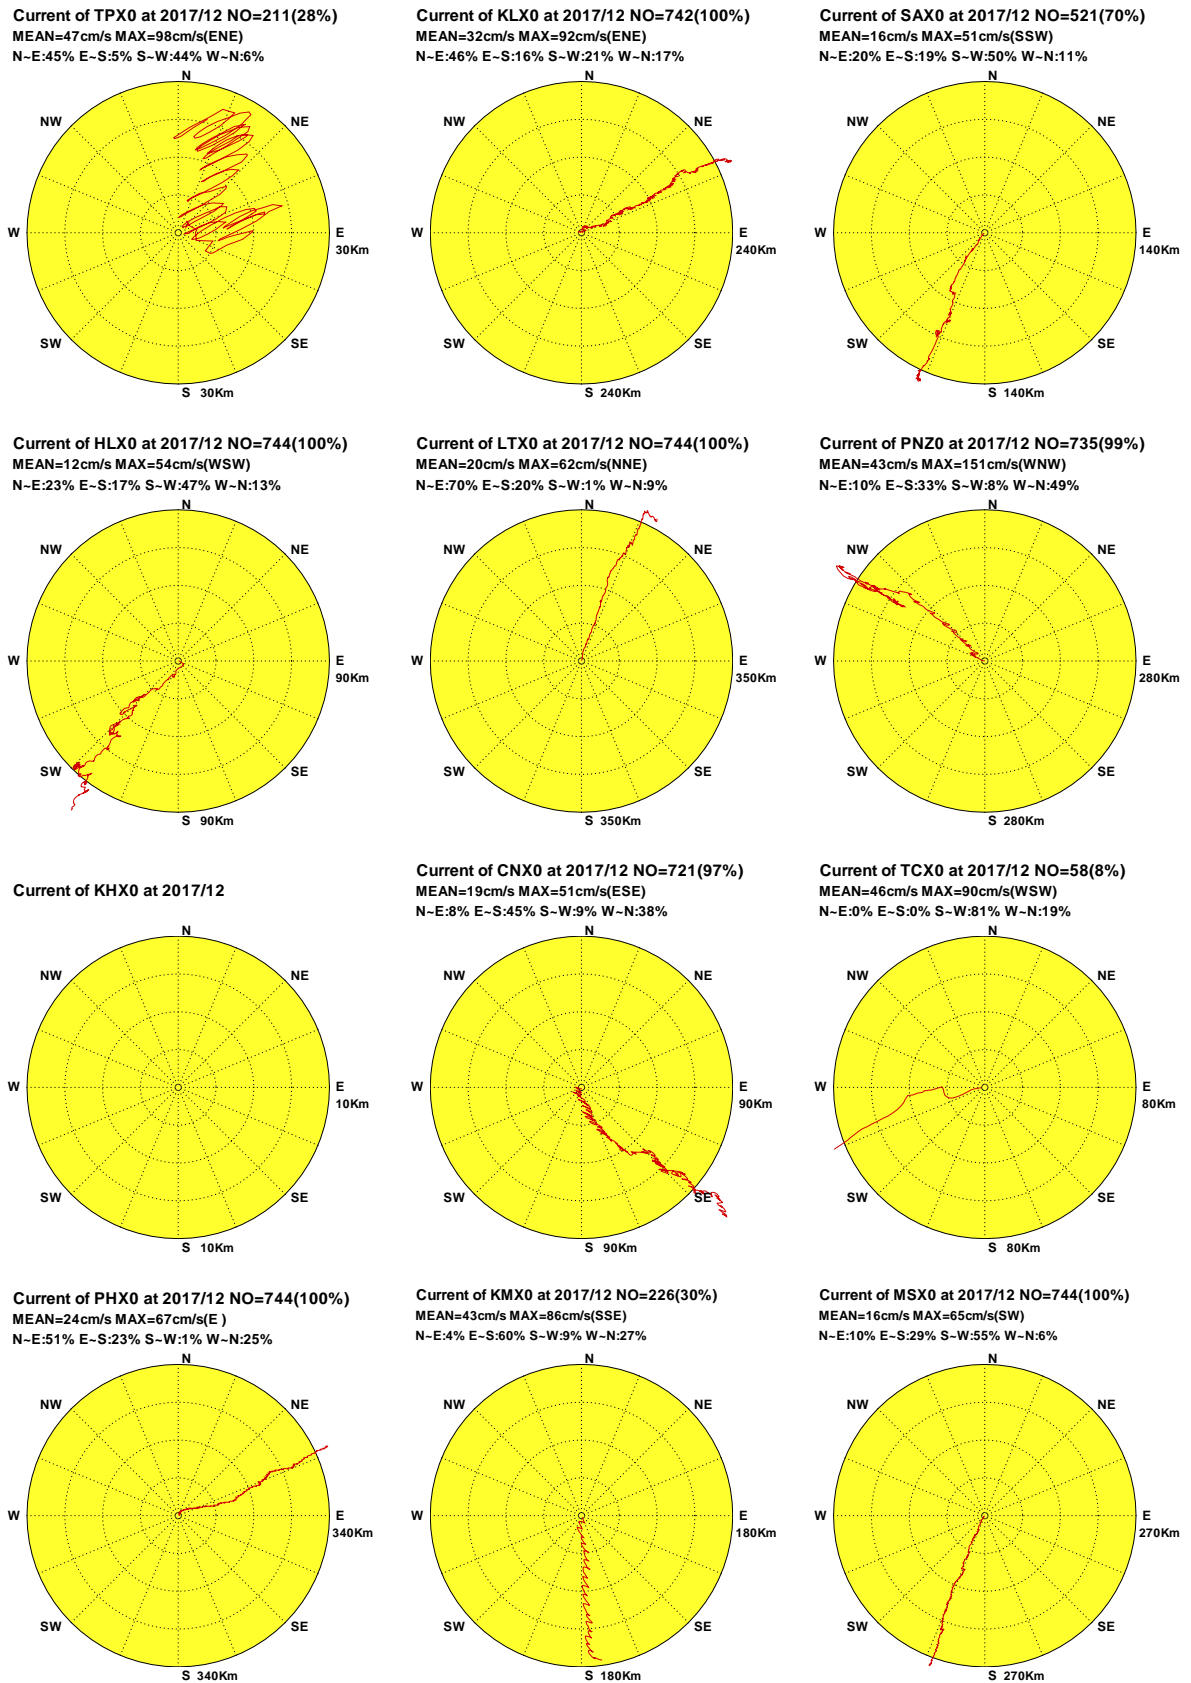 Current of TPX0 at 2017/12 NO=211(28%)
MEAN=47cm/s MAX=98cm/s(ENE)
N~E:45% E~S:5% S~W:44% W~N:6%
N
NW
NE
W
E
30Km
SW
SE
S 30Km
Current of KLX0 at 2017/12 NO=742(100%)
MEAN=32cm/s MAX=92cm/s(ENE)
N~E:46% E~S:16% S~W:21% W~N:17%
N
NW
NE
W
E
240Km
SW
SE
S 240Km
Current of SAX0 at 2017/12 NO=521(70%)
MEAN=16cm/s MAX=51cm/s(SSW)
N~E:20% E~S:19% S~W:50% W~N:11%
N
NW
NE
W
E
140Km
SW
SE
S 140Km
Current of HLX0 at 2017/12 NO=744(100%)
MEAN=12cm/s MAX=54cm/s(WSW)
N~E:23% E~S:17% S~W:47% W~N:13%
N
NW
NE
W
E
90Km
SW
SE
S 90Km
Current of LTX0 at 2017/12 NO=744(100%)
MEAN=20cm/s MAX=62cm/s(NNE)
N~E:70% E~S:20% S~W:1% W~N:9%
N
NW
NE
W
E
350Km
SW
SE
S 350Km
Current of PNZ0 at 2017/12 NO=735(99%)
MEAN=43cm/s MAX=151cm/s(WNW)
N~E:10% E~S:33% S~W:8% W~N:49%
N
NW
NE
W
E
280Km
SW
SE
S 280Km
Current of KHX0 at 2017/12
N
NW
NE
W
E
10Km
SW
SE
S 10Km
Current of CNX0 at 2017/12 NO=721(97%)
MEAN=19cm/s MAX=51cm/s(ESE)
N~E:8% E~S:45% S~W:9% W~N:38%
N
NW
NE
W
E
90Km
SW
SE
S 90Km
Current of TCX0 at 2017/12 NO=58(8%)
MEAN=46cm/s MAX=90cm/s(WSW)
N~E:0% E~S:0% S~W:81% W~N:19%
N
NW
NE
W
E
80Km
SW
SE
S 80Km
Current of PHX0 at 2017/12 NO=744(100%)
MEAN=24cm/s MAX=67cm/s(E )
N~E:51% E~S:23% S~W:1% W~N:25%
N
NW
NE
W
E
340Km
SW
SE
S 340Km
Current of KMX0 at 2017/12 NO=226(30%)
MEAN=43cm/s MAX=86cm/s(SSE)
N~E:4% E~S:60% S~W:9% W~N:27%
N
NW
NE
W
E
180Km
SW
SE
S 180Km
Current of MSX0 at 2017/12 NO=744(100%)
MEAN=16cm/s MAX=65cm/s(SW)
N~E:10% E~S:29% S~W:55% W~N:6%
N
NW
NE
W
E
270Km
SW
SE
S 270Km